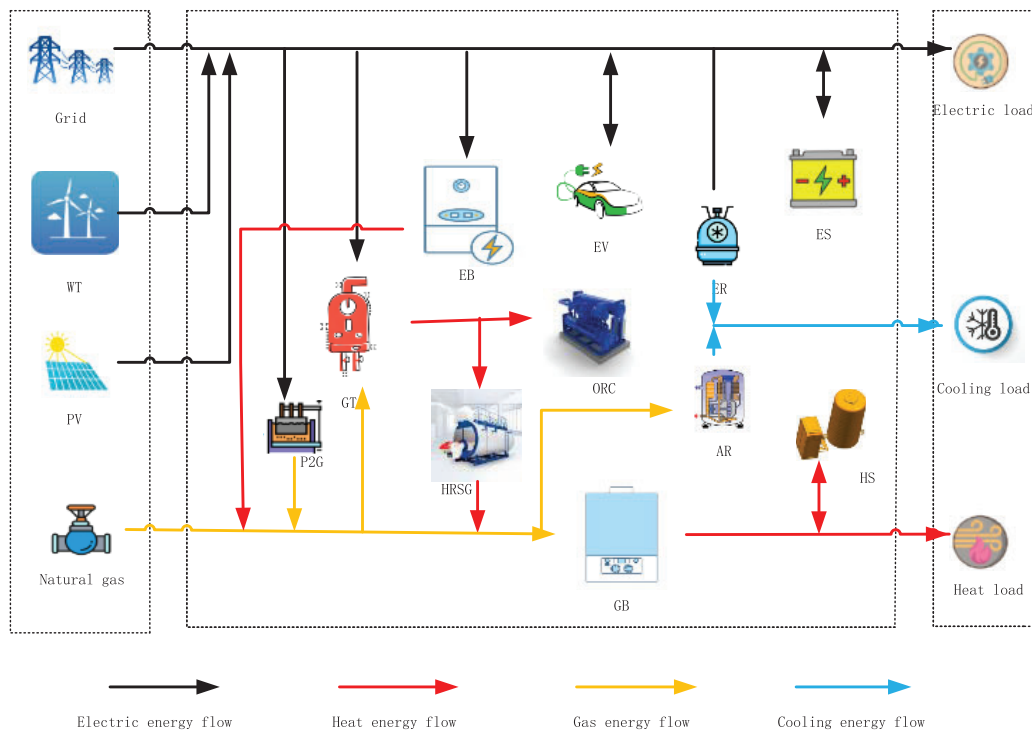 Grid
Electric load
WT
EB
EV
ER
ES
PV
GT
ORC
Cooling load
P2G
HRSG
AR
HS
Natural gas
GB
Heat load
Electric energy flow
Heat energy flow
Gas energy flow
Cooling energy flow